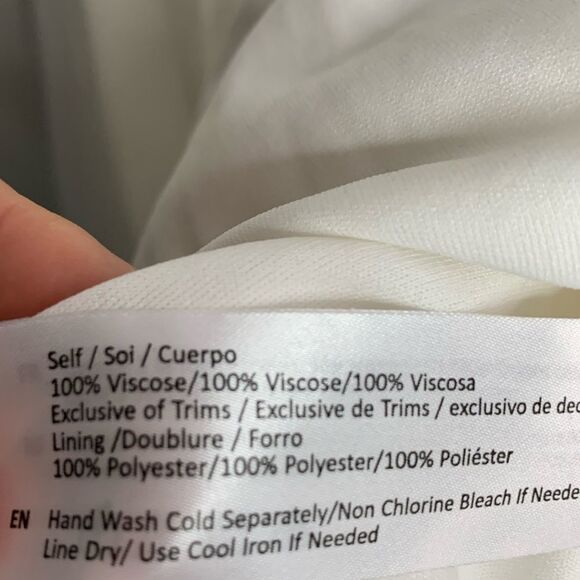 Self / Soi / Cuerpo
100% Viscose/100% Viscose/100% Viscosa
Exclusive of Trims / Exclusive de Trims / exclusivo de dec
Lining /Doublure / Forro
100% Polyester/100% Polyester/100% Poliéster
EN Hand Wash Cold Separately/Non Chlorine Bleach If Neede
Line Dry/ Use Cool Iron If Needed